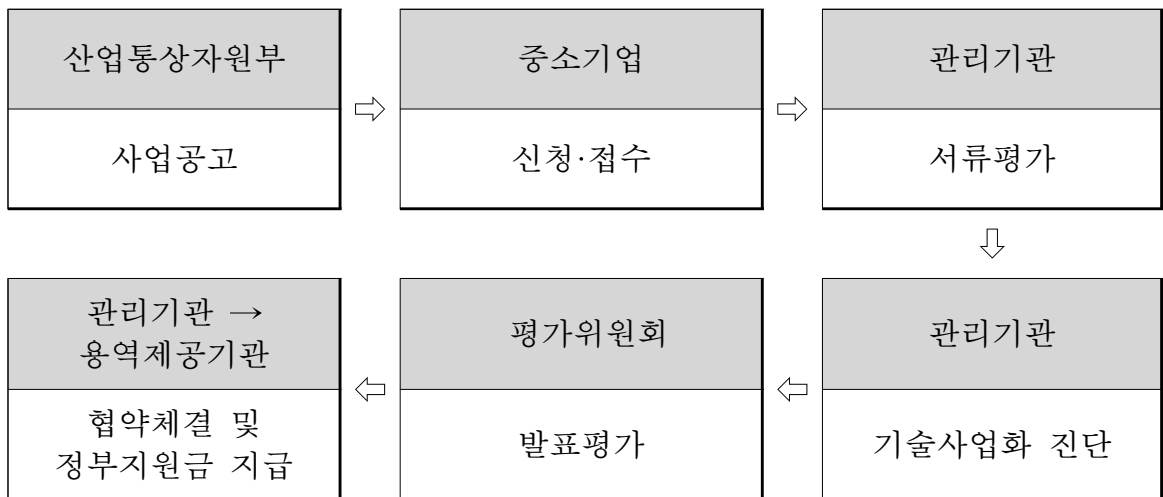 산업통상자원부
사업공고
⇨
중소기업
신청·접수
⇨
관리기관
서류평가
⇩
관리기관
기술사업화 진단
⇦
평가위원회
발표평가
⇦
관리기관 →
용역제공기관
협약체결 및
정부지원금 지급